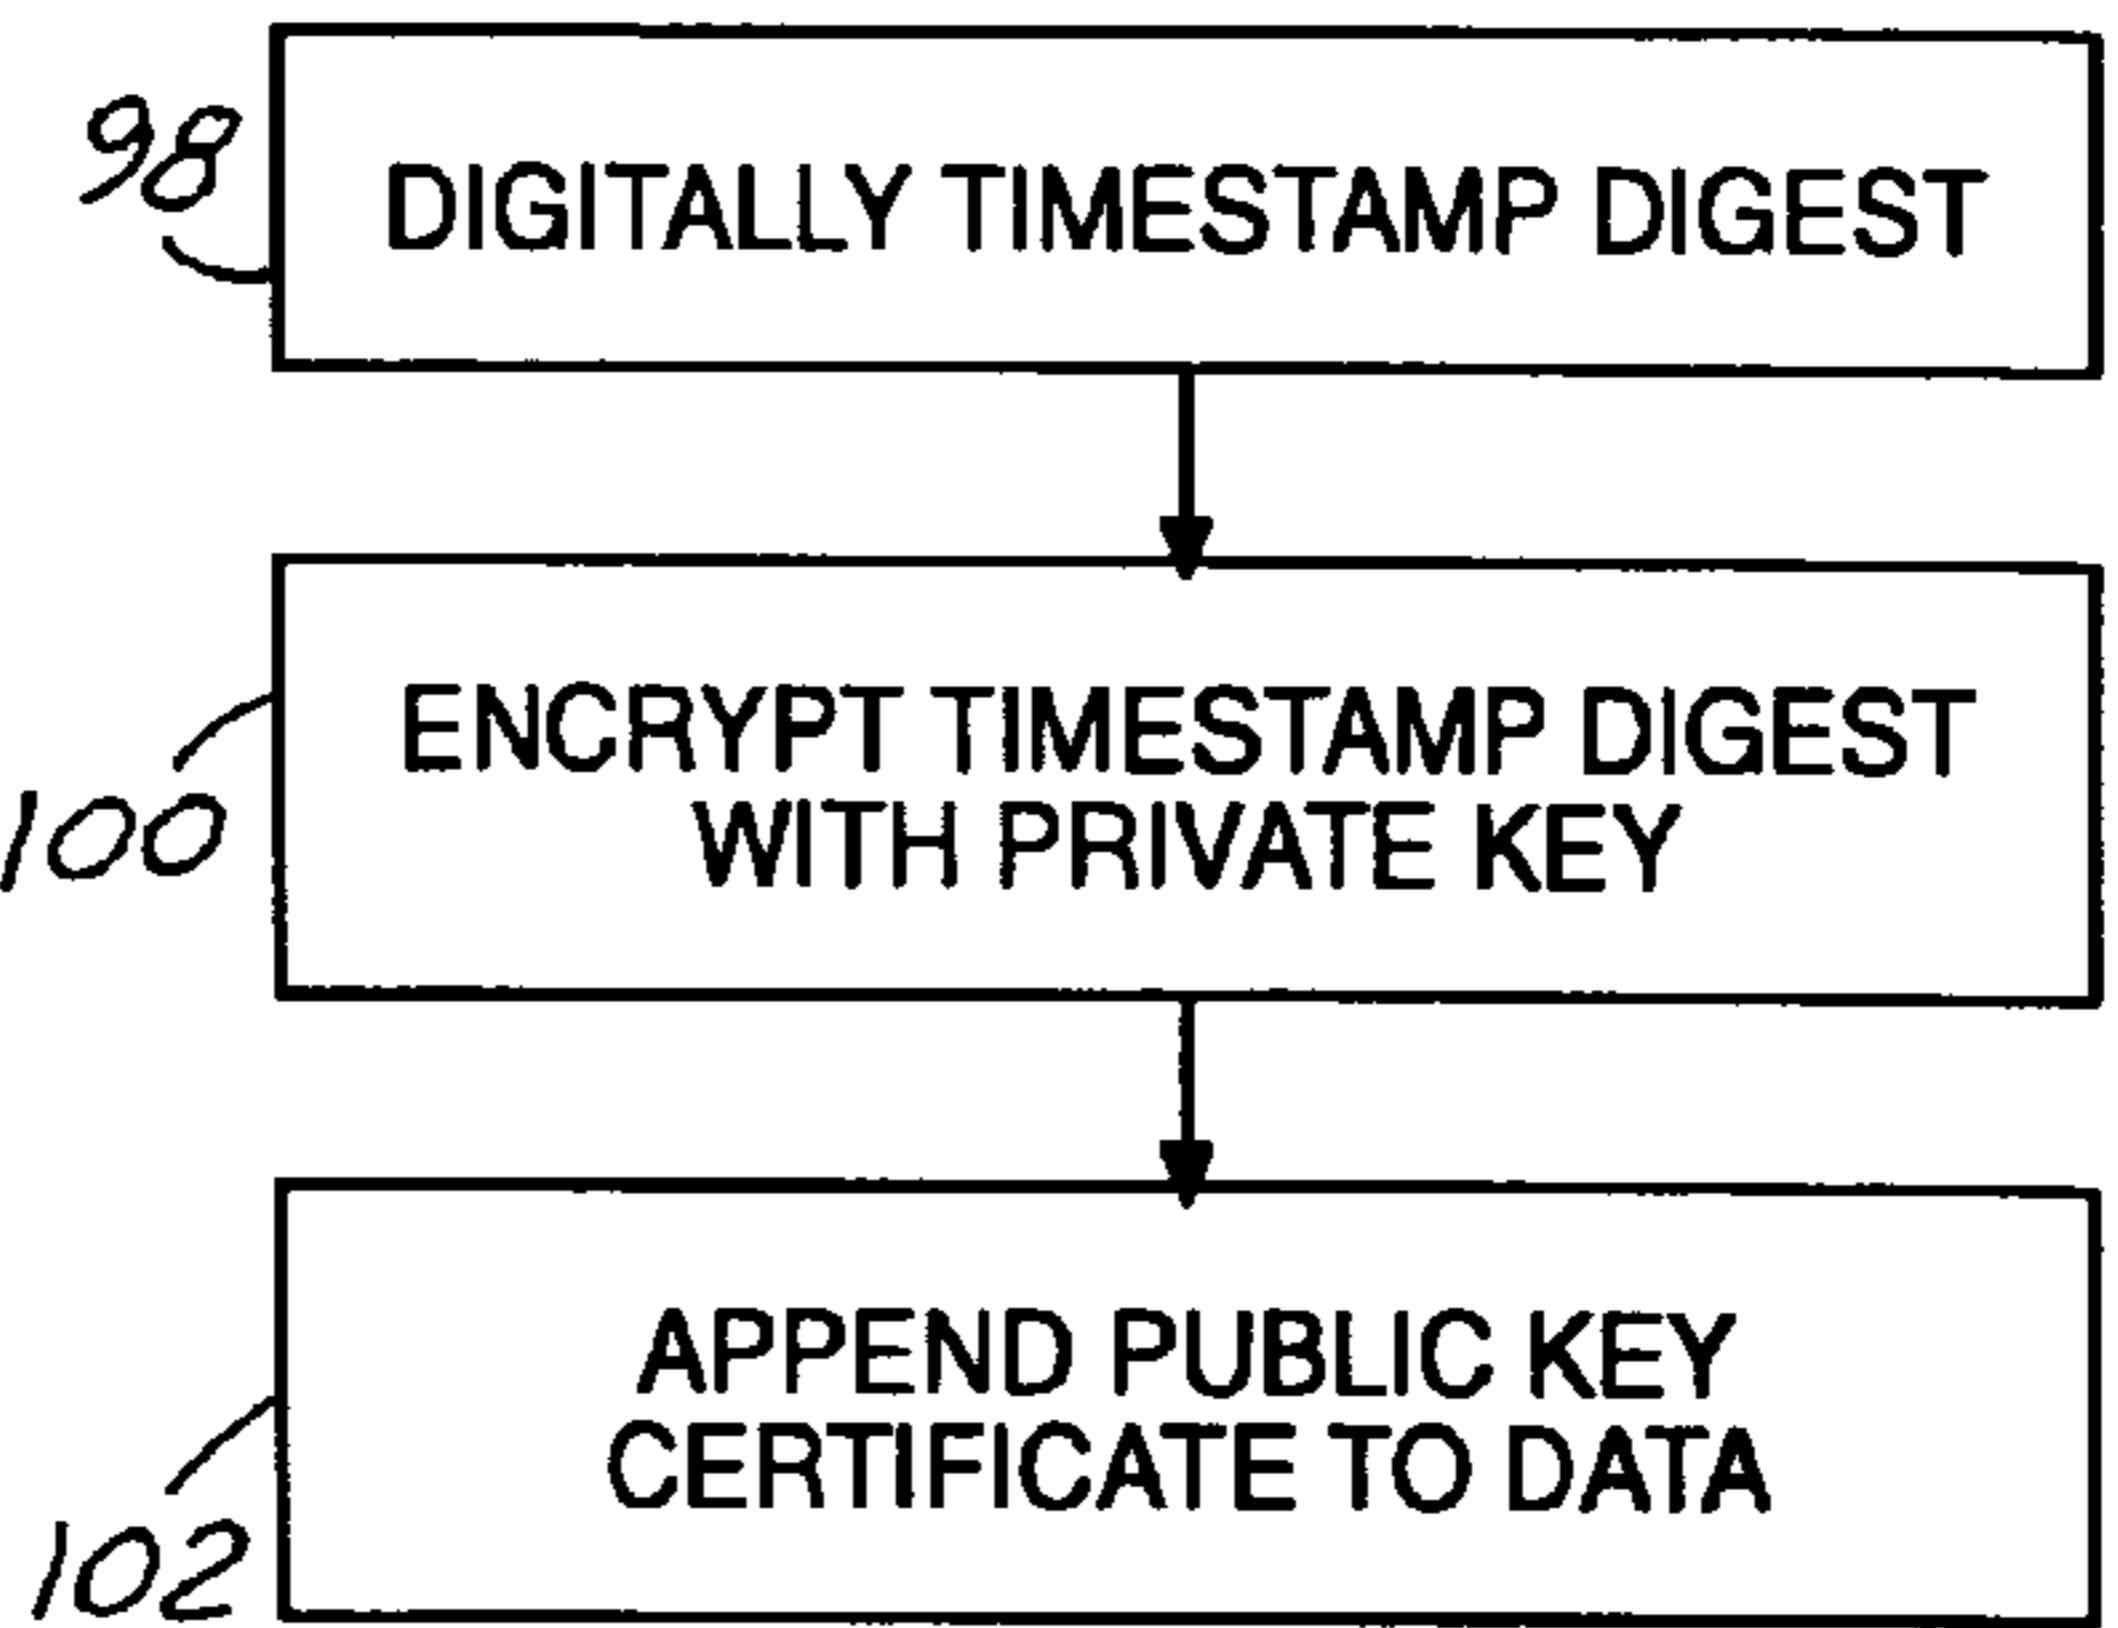 98
DIGITALLY TIMESTAMP DIGEST
ENCRYPT TIMESTAMP DIGEST
WITH PRIVATE KEY
100
APPEND PUBLIC KEY
CERTIFICATE TO DATA
102